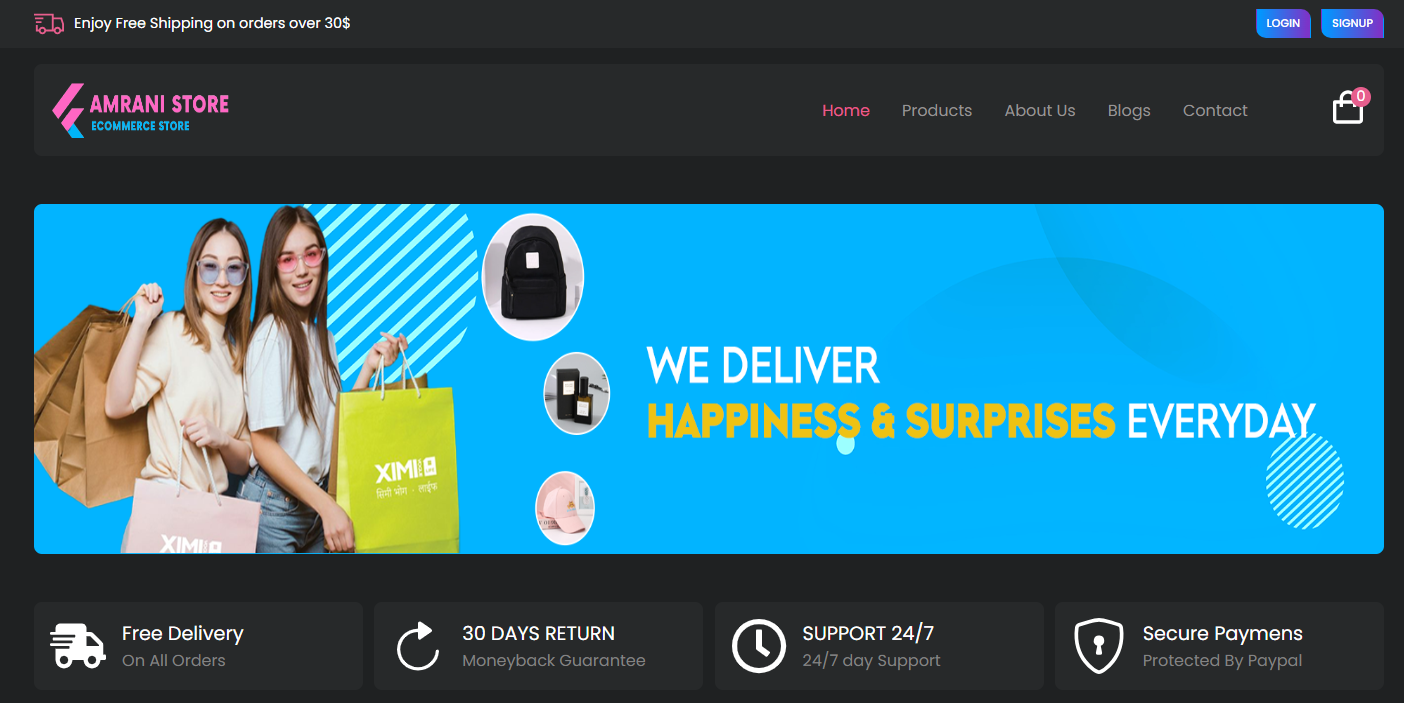 Enjoy Free Shipping on orders over 30$
LOGIN
SIGNUP
AMRANI STORE
ECOMMERCE STORE
Home
Products
About Us
Blogs
Contact
0
WE DELIVER
HAPPINESS & SURPRISES EVERYDAY
XIMI
सिमी भोग - लाईफ
XIMI
Free Delivery
On All Orders
30 DAYS RETURN
Moneyback Guarantee
SUPPORT 24/7
24/7 day Support
Secure Paymens
Protected By Paypal